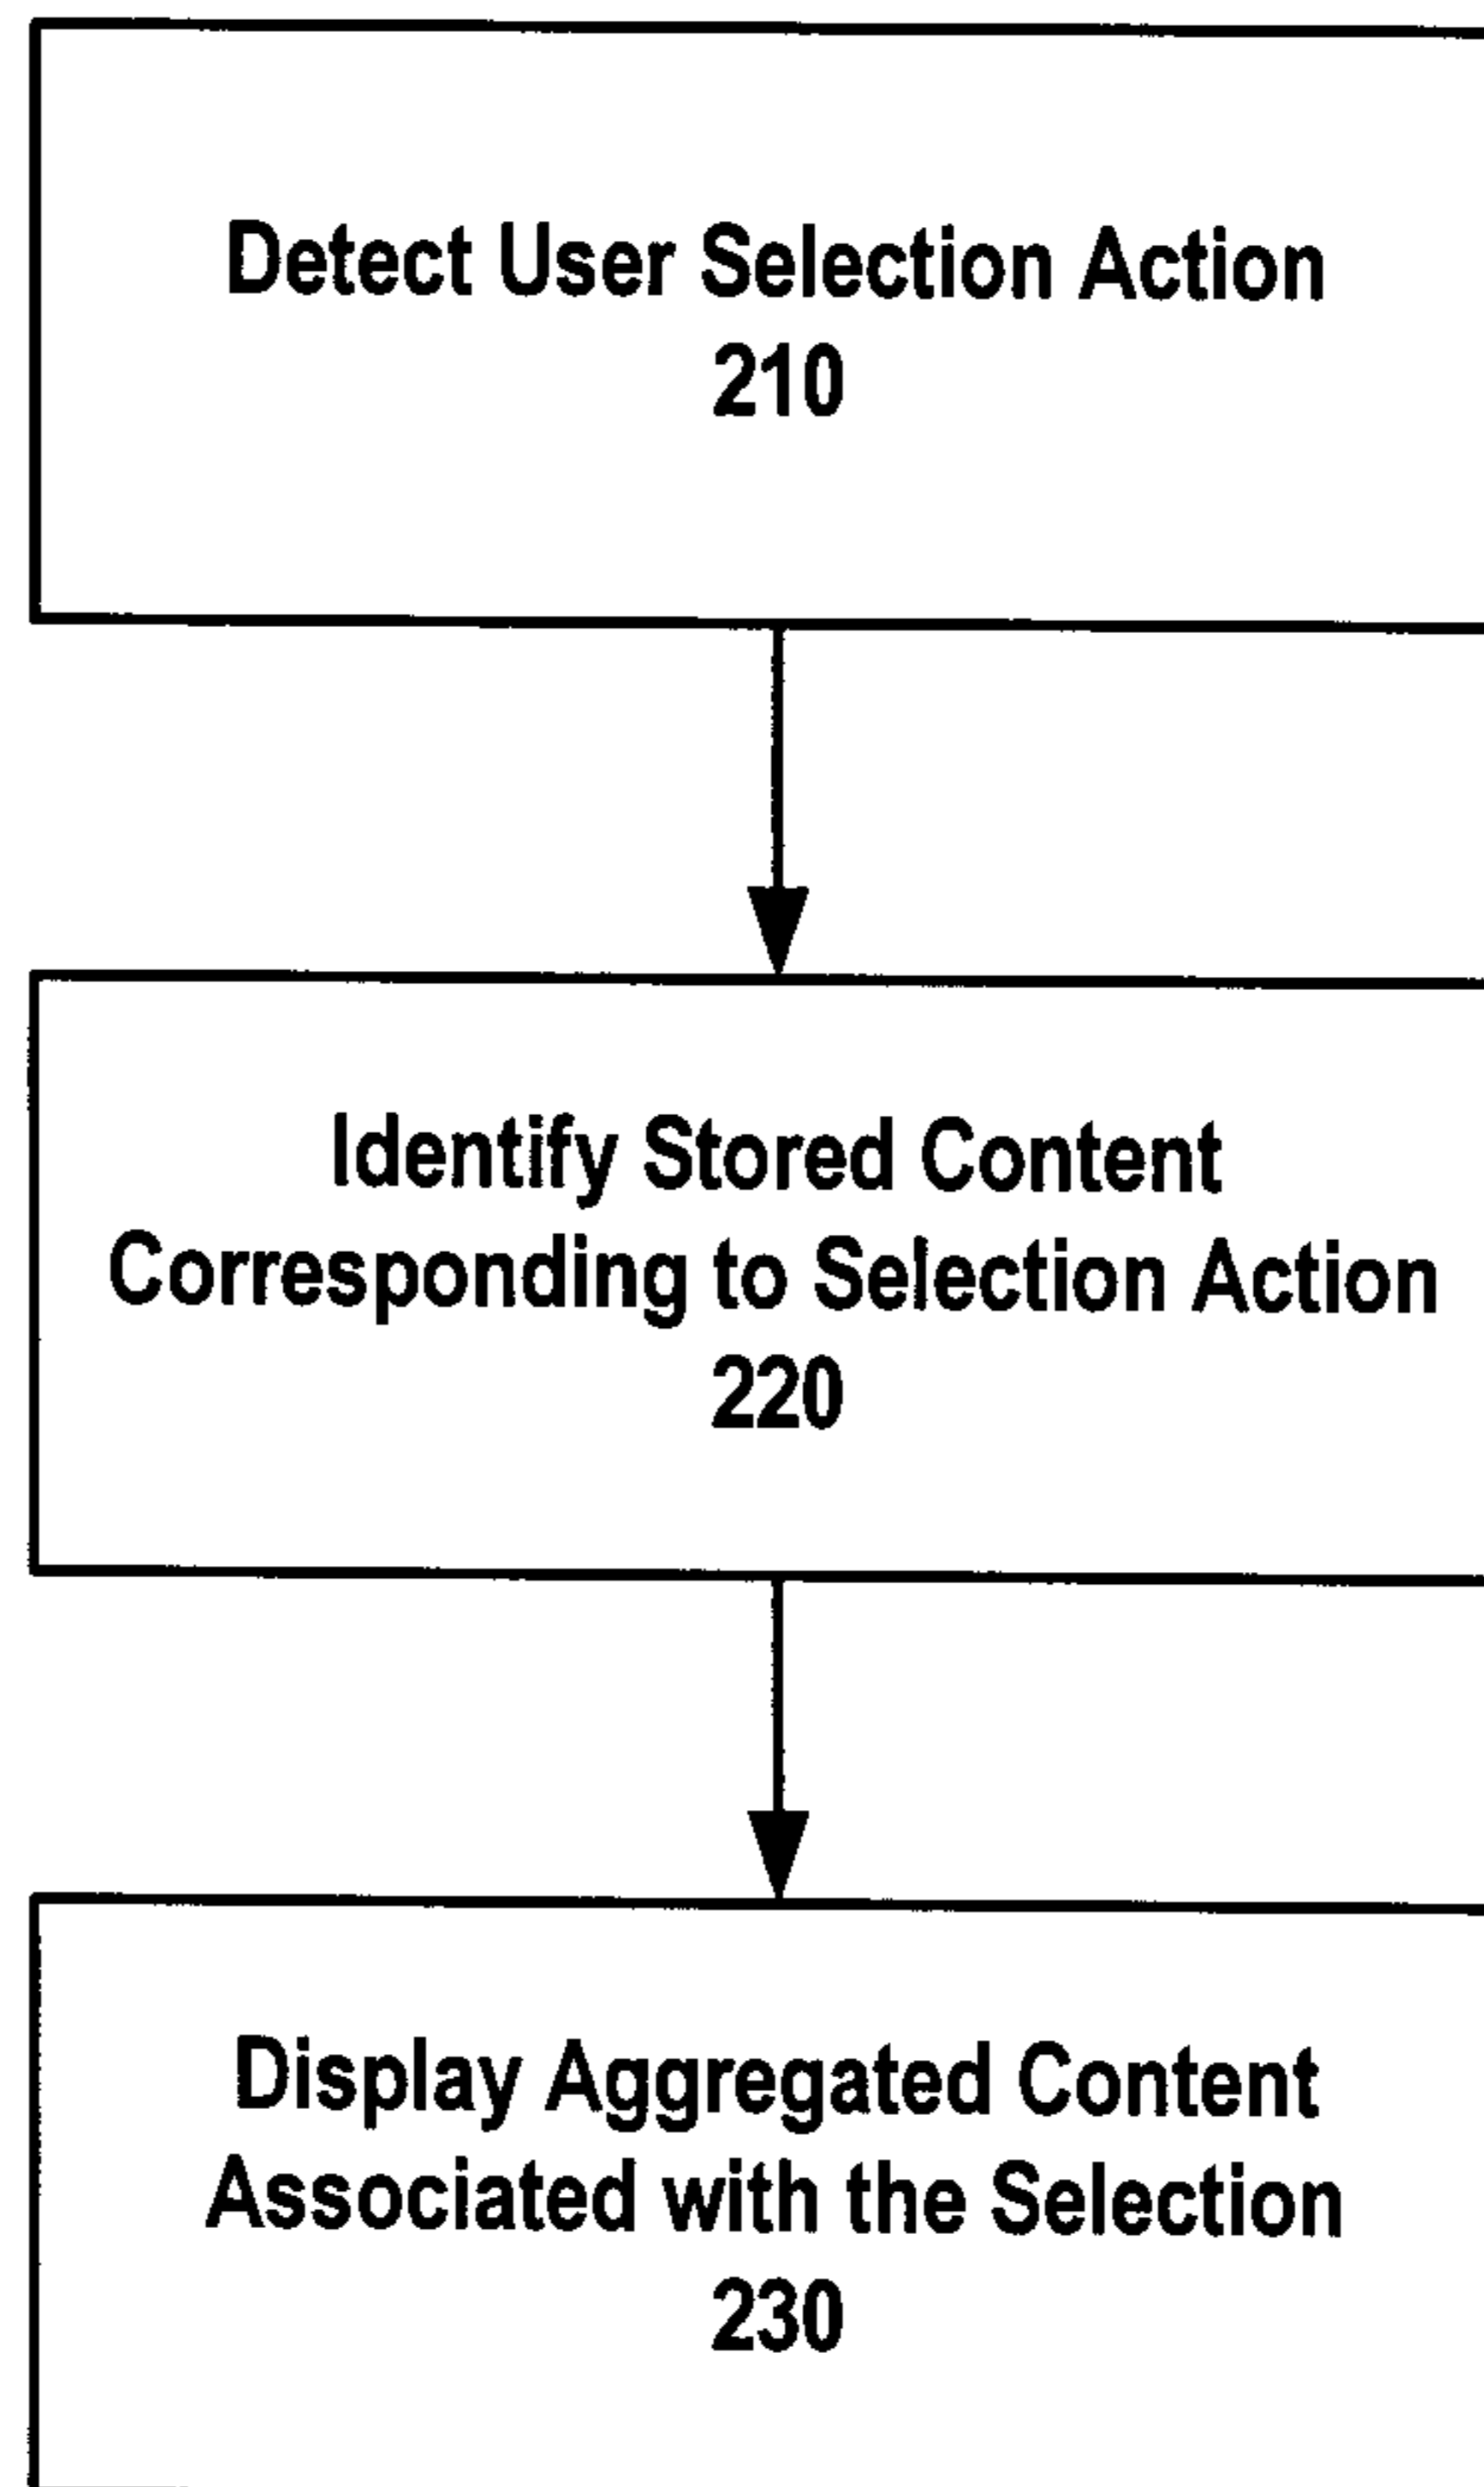 Detect User Selection Action
210
Identify Stored Content
Corresponding to Selection Action
220
Display Aggregated Content
Associated with the Selection
230